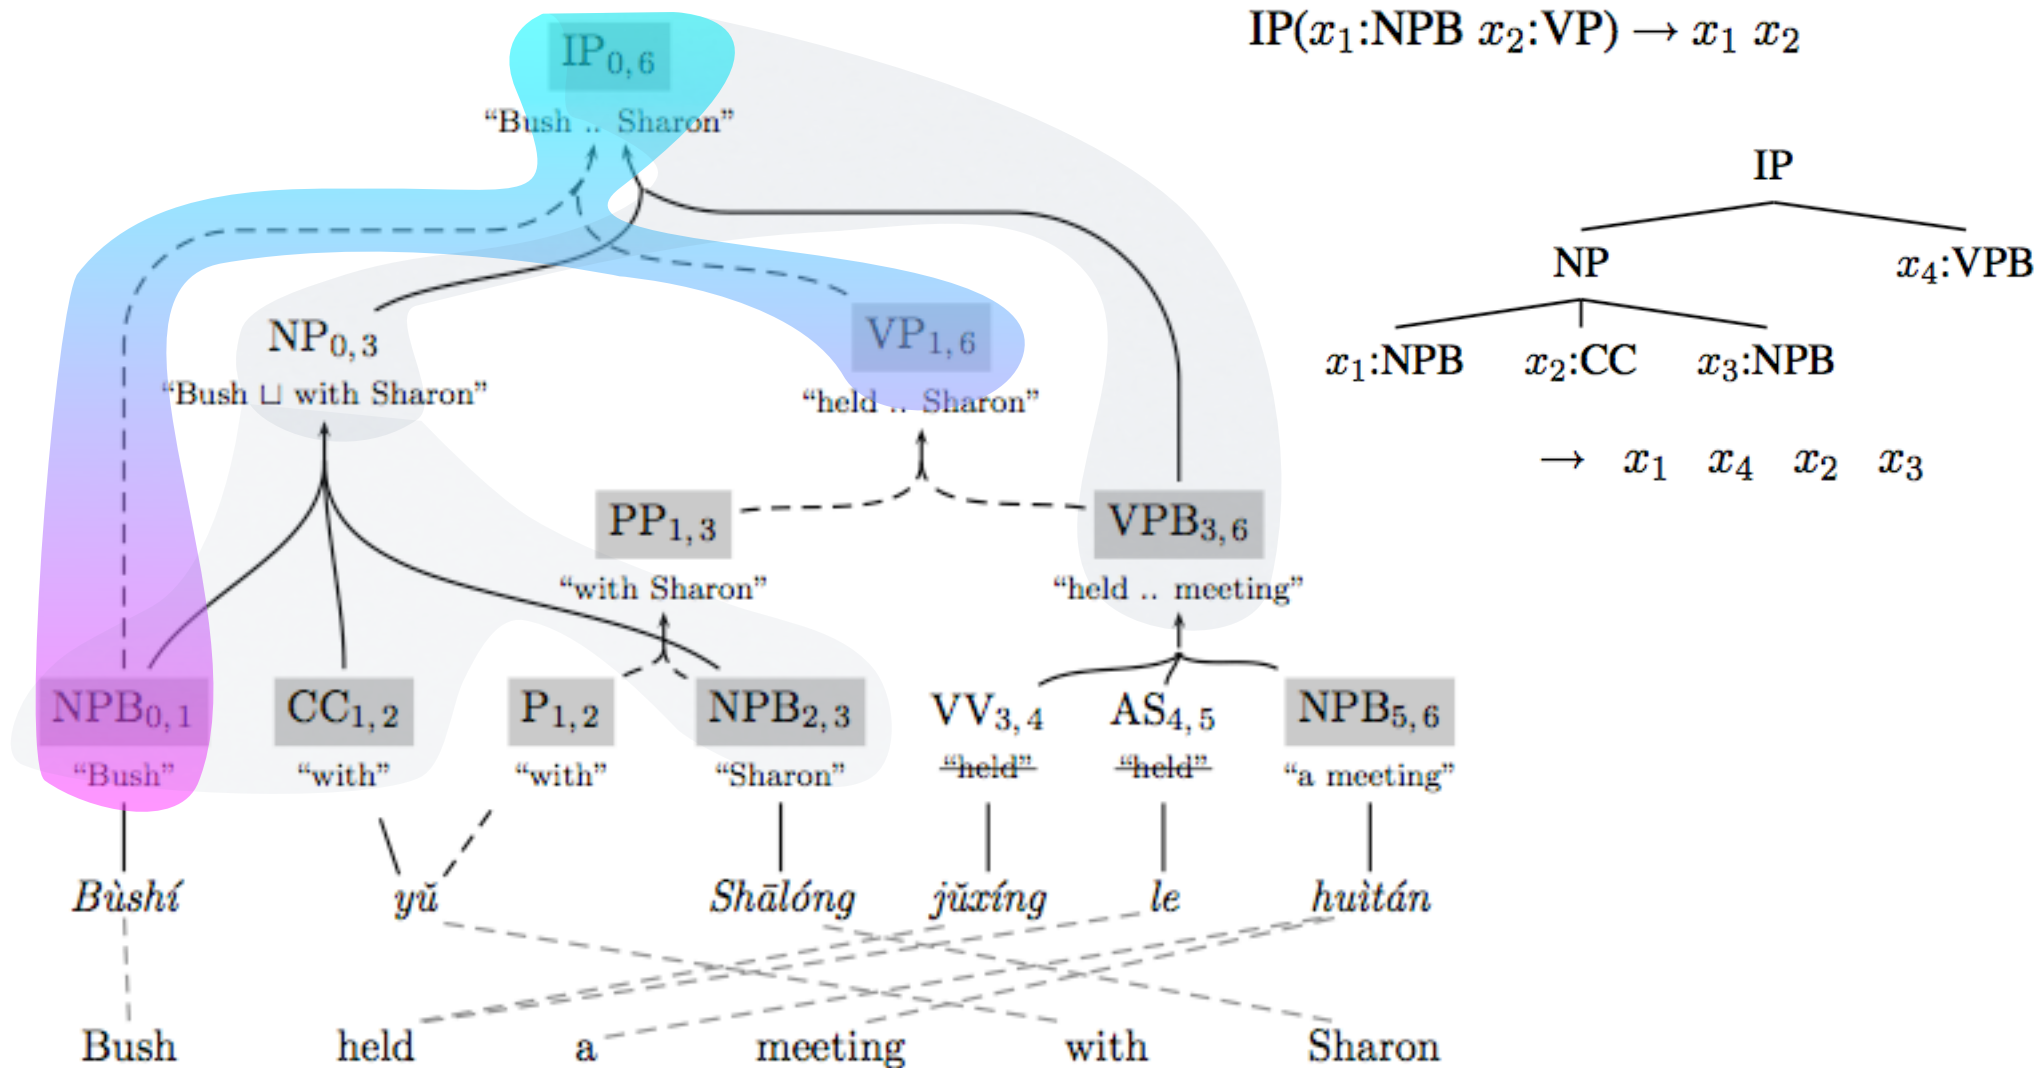 IP(x₁:NPB x₂:VP) → x₁ x₂
IP₀,₆
“Bush .. Sharon”
IP
NP x₄:VPB
x₁:NPB x₂:CC x₃:NPB
→ x₁ x₄ x₂ x₃
NP₀,₃ VP₁,₆
“Bush ⊔ with Sharon” “held .. Sharon”
PP₁,₃ VPB₃,₆
“with Sharon” “held .. meeting”
NPB₀,₁ CC₁,₂ P₁,₂ NPB₂,₃ VV₃,₄ AS₄,₅ NPB₅,₆
“Bush” “with” “with” “Sharon” “held” “held” “a meeting”
Bùshí yǔ Shālóng jǔxíng le huìtán
Bush held a meeting with Sharon